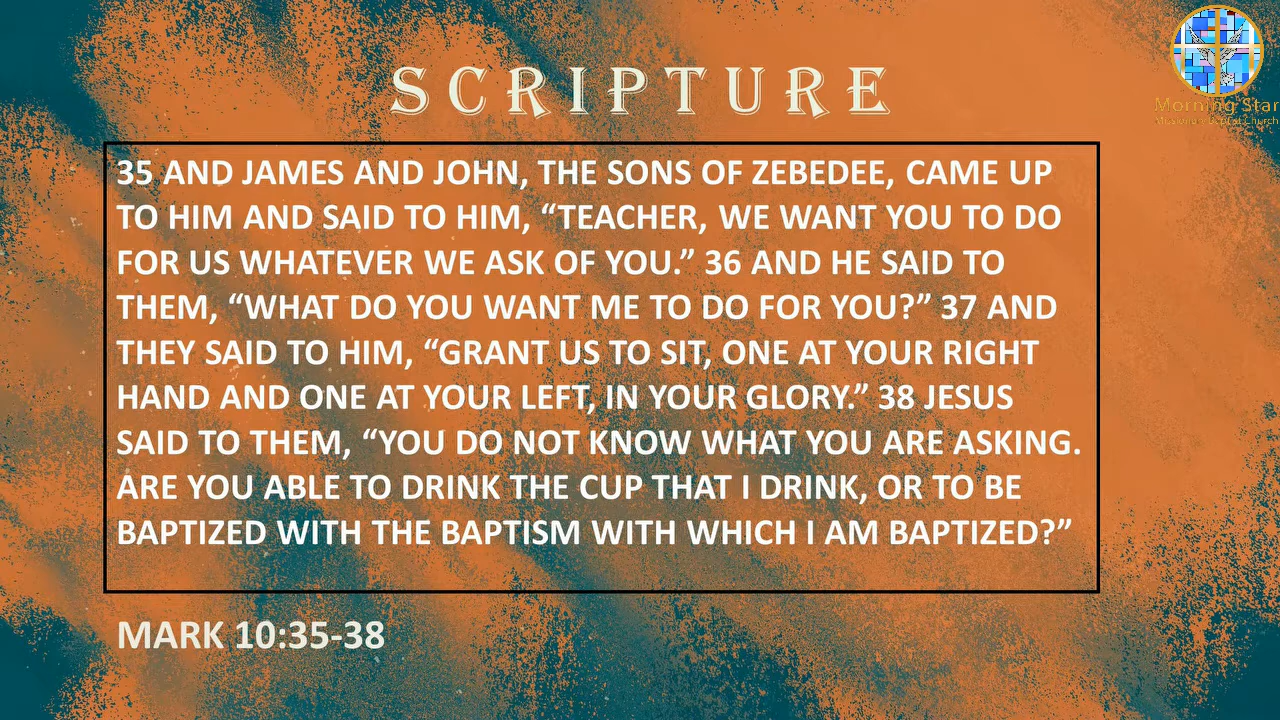 Morning Star
Missionary Baptist Church
SCRIPTURE
35 AND JAMES AND JOHN, THE SONS OF ZEBEDEE, CAME UP
TO HIM AND SAID TO HIM, “TEACHER, WE WANT YOU TO DO
FOR US WHATEVER WE ASK OF YOU.” 36 AND HE SAID TO
THEM, “WHAT DO YOU WANT ME TO DO FOR YOU?” 37 AND
THEY SAID TO HIM, “GRANT US TO SIT, ONE AT YOUR RIGHT
HAND AND ONE AT YOUR LEFT, IN YOUR GLORY.” 38 JESUS
SAID TO THEM, “YOU DO NOT KNOW WHAT YOU ARE ASKING.
ARE YOU ABLE TO DRINK THE CUP THAT I DRINK, OR TO BE
BAPTIZED WITH THE BAPTISM WITH WHICH I AM BAPTIZED?”
MARK 10:35-38